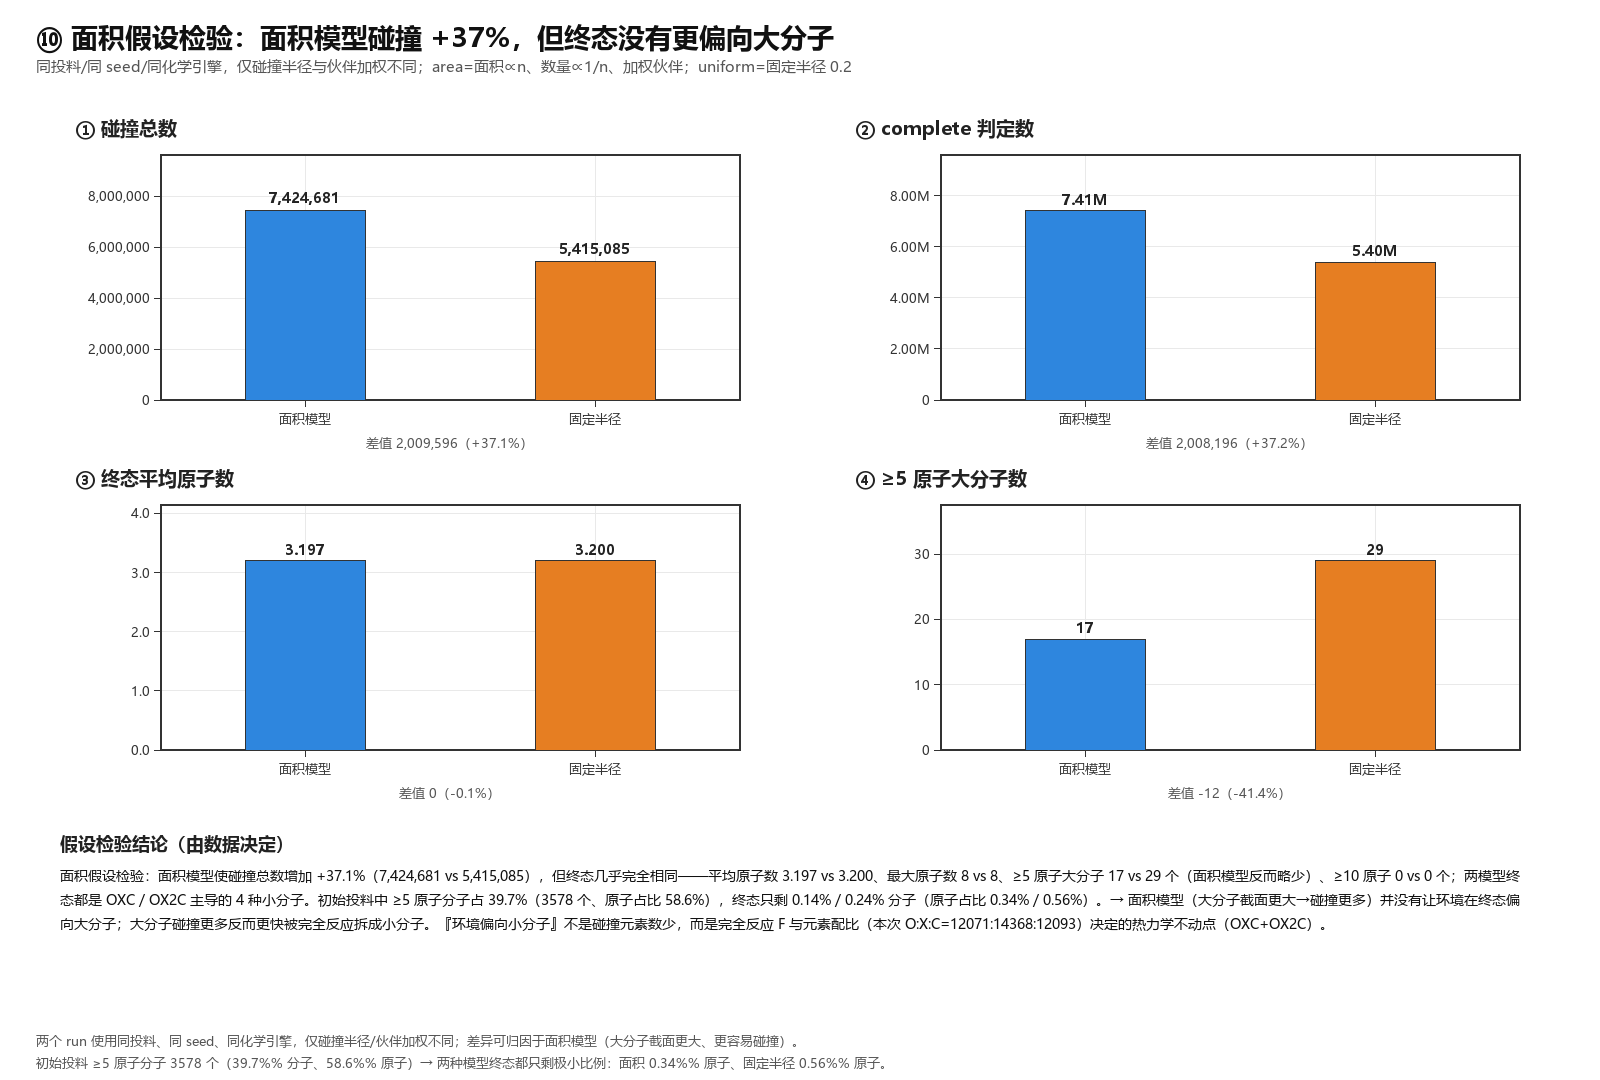 ⑩ 面积假设检验：面积模型碰撞 +37%，但终态没有更偏向大分子
同投料/同 seed/同化学引擎，仅碰撞半径与伙伴加权不同；area=面积∝n、数量∝1/n、加权伙伴；uniform=固定半径 0.2
① 碰撞总数
8,000,000
6,000,000
4,000,000
2,000,000
0
7,424,681
5,415,085
面积模型
固定半径
差值 2,009,596（+37.1%）
② complete 判定数
8.00M
6.00M
4.00M
2.00M
0
7.41M
5.40M
面积模型
固定半径
差值 2,008,196（+37.2%）
③ 终态平均原子数
4.0
3.0
2.0
1.0
0.0
3.197
3.200
面积模型
固定半径
差值 0（-0.1%）
④ ≥5 原子大分子数
30
20
10
0
17
29
面积模型
固定半径
差值 -12（-41.4%）
假设检验结论（由数据决定）
面积假设检验：面积模型使碰撞总数增加 +37.1%（7,424,681 vs 5,415,085），但终态几乎完全相同——平均原子数 3.197 vs 3.200、最大原子数 8 vs 8、≥5 原子大分子 17 vs 29 个（面积模型反而略少）、≥10 原子 0 vs 0 个；两模型终
态都是 OXC / OX2C 主导的 4 种小分子。初始投料中 ≥5 原子分子占 39.7%（3578 个、原子占比 58.6%），终态只剩 0.14% / 0.24% 分子（原子占比 0.34% / 0.56%）。→ 面积模型（大分子截面更大→碰撞更多）并没有让环境在终态偏
向大分子；大分子碰撞更多反而更快被完全反应拆成小分子。『环境偏向小分子』不是碰撞元素数少，而是完全反应 F 与元素配比（本次 O:X:C=12071:14368:12093）决定的热力学不动点（OXC+OX2C）。
两个 run 使用同投料、同 seed、同化学引擎，仅碰撞半径/伙伴加权不同；差异可归因于面积模型（大分子截面更大、更容易碰撞）。
初始投料 ≥5 原子分子 3578 个（39.7%% 分子、58.6%% 原子）→ 两种模型终态都只剩极小比例：面积 0.34%% 原子、固定半径 0.56%% 原子。